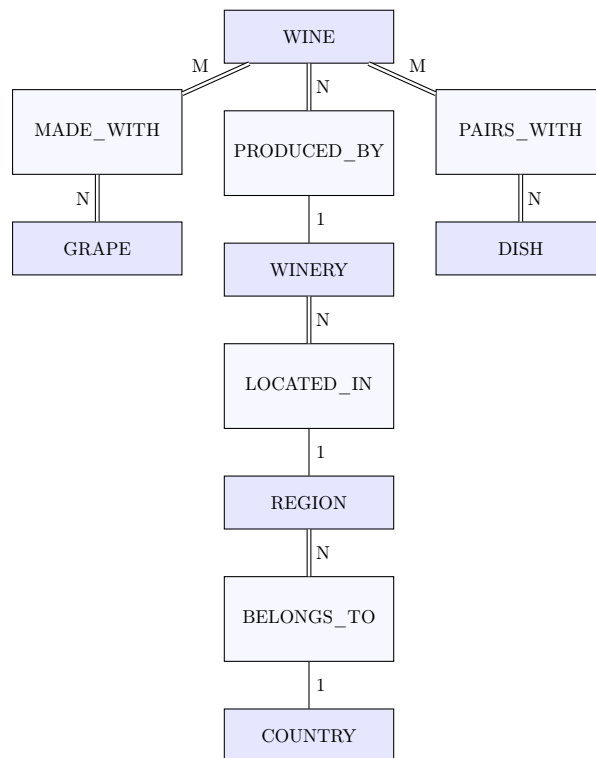 WINE
M
N
M
MADE_WITH
PRODUCED_BY
PAIRS_WITH
N
1
N
GRAPE
WINERY
DISH
N
LOCATED_IN
1
REGION
N
BELONGS_TO
1
COUNTRY